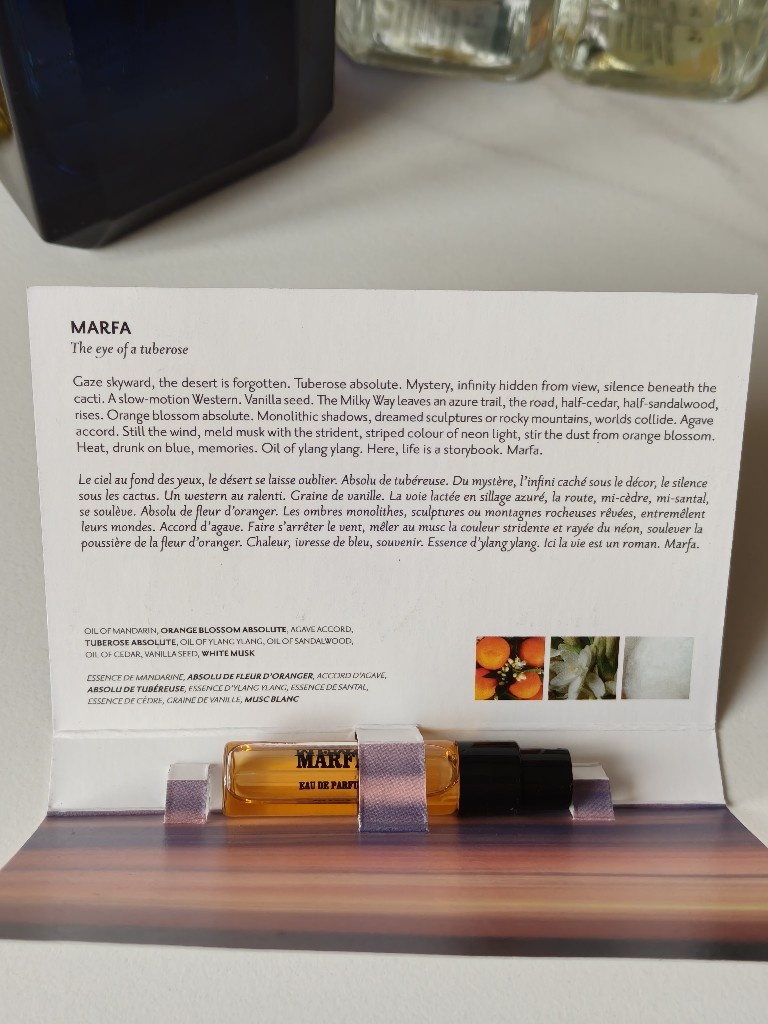 MARFA
The eye of a tuberose
Gaze skyward, the desert is forgotten. Tuberose absolute. Mystery, infinity hidden from view, silence beneath the
cacti. A slow-motion Western. Vanilla seed. The Milky Way leaves an azure trail, the road, half-cedar, half-sandalwood,
rises. Orange blossom absolute. Monolithic shadows, dreamed sculptures or rocky mountains, worlds collide. Agave
accord. Still the wind, meld musk with the strident, striped colour of neon light, stir the dust from orange blossom.
Heat, drunk on blue, memories. Oil of ylang ylang. Here, life is a storybook. Marfa.
Le ciel au fond des yeux, le désert se laisse oublier. Absolu de tubéreuse. Du mystère, l'infini caché sous le décor, le silence
sous les cactus. Un western au ralenti. Graine de vanille. La voie lactée en sillage azuré, la route, mi-cèdre, mi-santal,
se soulève. Absolu de fleur d'oranger. Les ombres monolithes, sculptures ou montagnes rocheuses rêvées, entremêlent
leurs mondes. Accord d'agave. Faire s'arrêter le vent, mêler au musc la couleur stridente et rayée du néon, soulever la
poussière de la fleur d'oranger. Chaleur, ivresse de bleu, souvenir. Essence d'ylang ylang. Ici la vie est un roman. Marfa.
OIL OF MANDARIN, ORANGE BLOSSOM ABSOLUTE, AGAVE ACCORD,
TUBEROSE ABSOLUTE, OIL OF YLANG YLANG, OIL OF SANDALWOOD,
OIL OF CEDAR, VANILLA SEED, WHITE MUSK
ESSENCE DE MANDARINE, ABSOLU DE FLEUR D'ORANGER, ACCORD D'AGAVE,
ABSOLU DE TUBÉREUSE, ESSENCE D'YLANG YLANG, ESSENCE DE SANTAL,
ESSENCE DE CÈDRE, GRAINE DE VANILLE, MUSC BLANC
MARF
EAU DE PARFU